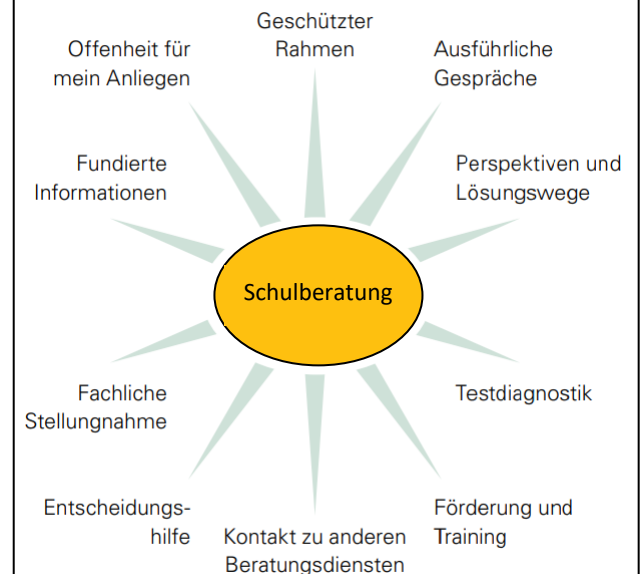 Geschützter
Rahmen
Offenheit für
mein Anliegen
Ausführliche
Gespräche
Fundierte
Informationen
Perspektiven und
Lösungswege
Schulberatung
Fachliche
Stellungnahme
Testdiagnostik
Entscheidungs-
hilfe
Kontakt zu anderen
Beratungsdiensten
Förderung und
Training